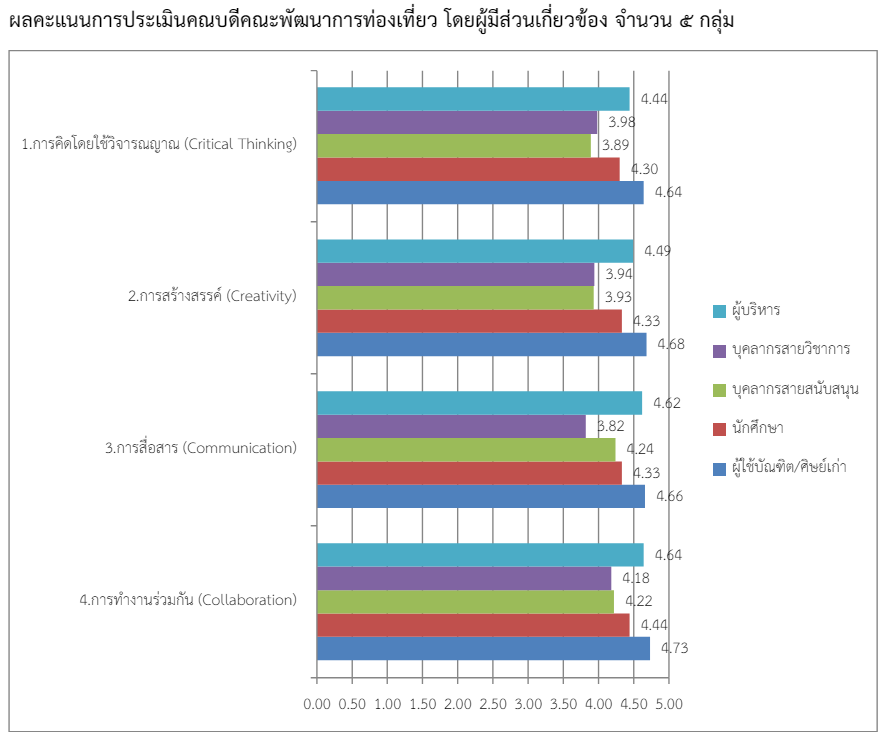 ผลคะแนนการประเมินคณบดีคณะพัฒนาการท่องเที่ยว โดยผู้มีส่วนเกี่ยวข้อง จำนวน ๕ กลุ่ม
1.การคิดโดยใช้วิจารณญาณ (Critical Thinking)
4.44
3.98
3.89
4.30
4.64
2.การสร้างสรรค์ (Creativity)
4.49
3.94
3.93
4.33
4.68
3.การสื่อสาร (Communication)
4.62
3.82
4.24
4.33
4.66
4.การทำงานร่วมกัน (Collaboration)
4.64
4.18
4.22
4.44
4.73
0.00 0.50 1.00 1.50 2.00 2.50 3.00 3.50 4.00 4.50 5.00
ผู้บริหาร
บุคลากรสายวิชาการ
บุคลากรสายสนับสนุน
นักศึกษา
ผู้ใช้บัณฑิต/ศิษย์เก่า